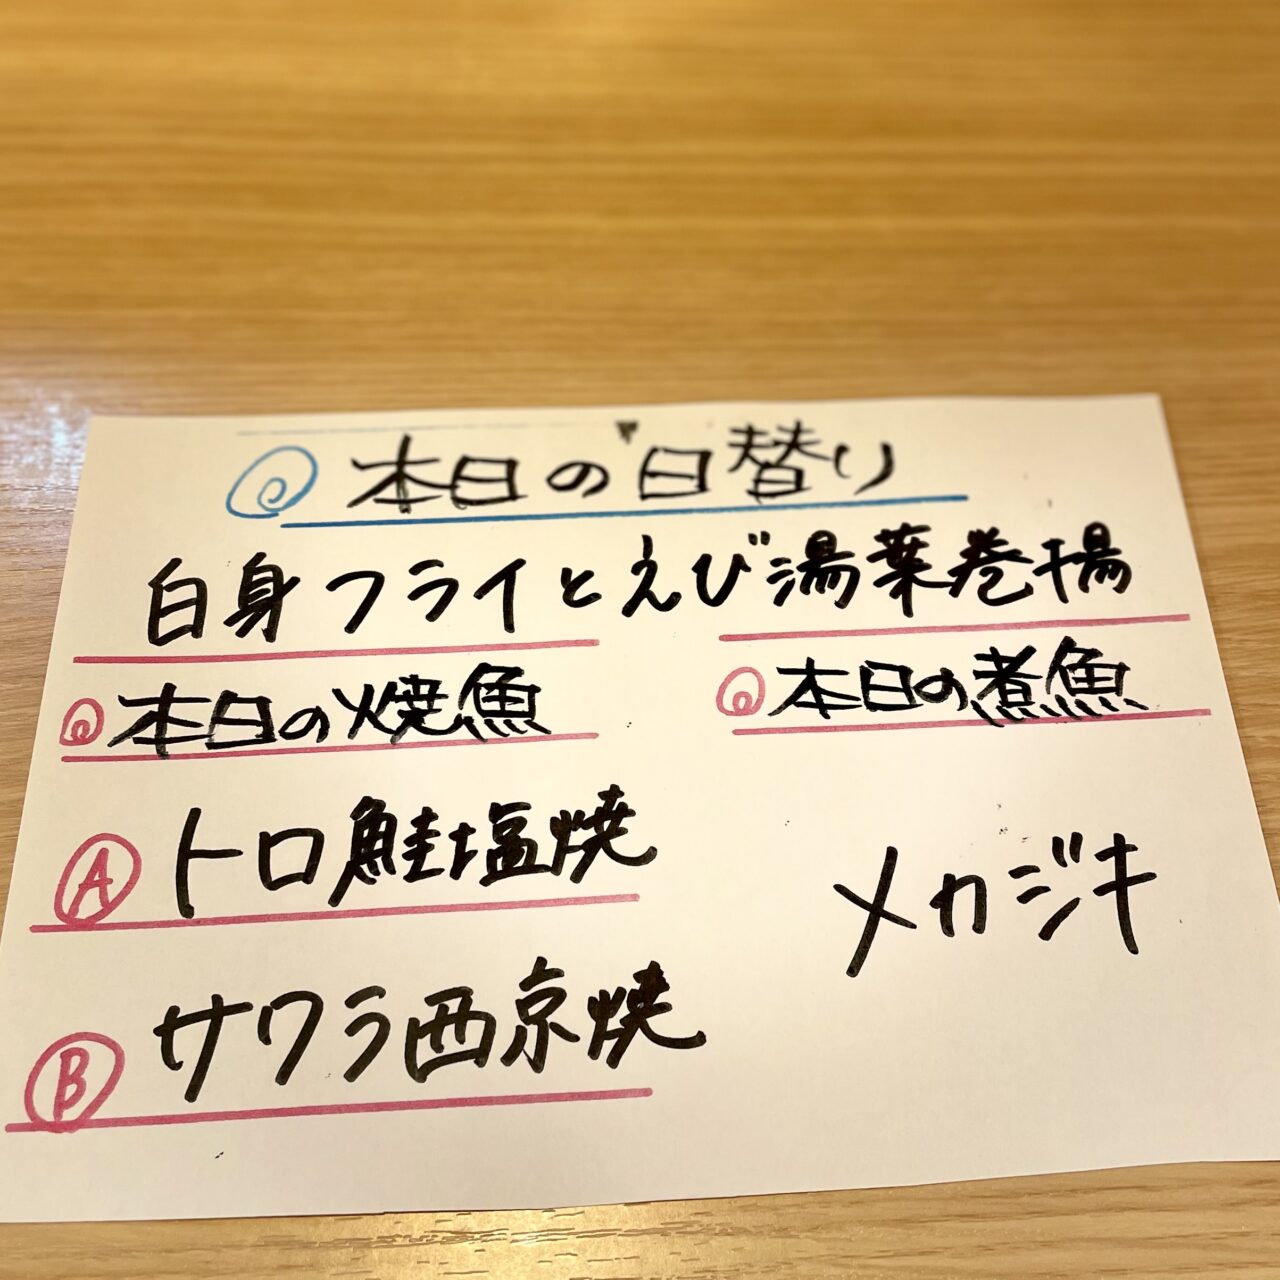 ◎本日の日替り
白身フライとえび湯葉巻揚
◎本日の焼魚
Ⓐトロ鮭塩焼
Ⓑサワラ西京焼
◎本日の煮魚
メカジキ